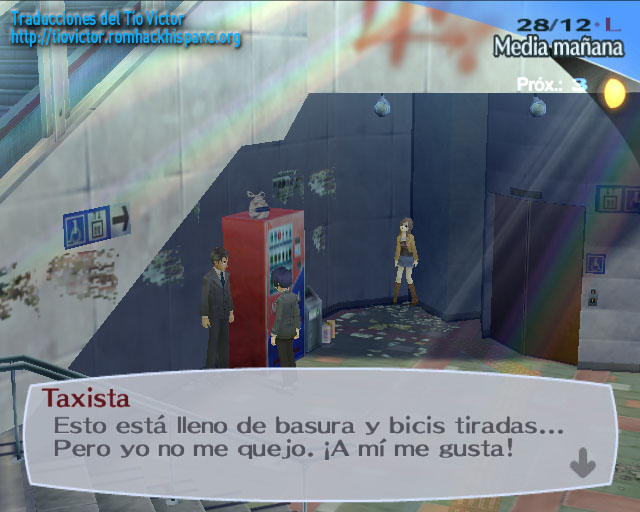 Traducciones del Tio Victor
http://tiovictor.romhackhispano.org
28/12·L
Media mañana
Próx.: 3
Taxista
Esto está lleno de basura y bicis tiradas...
Pero yo no me quejo. ¡A mí me gusta!